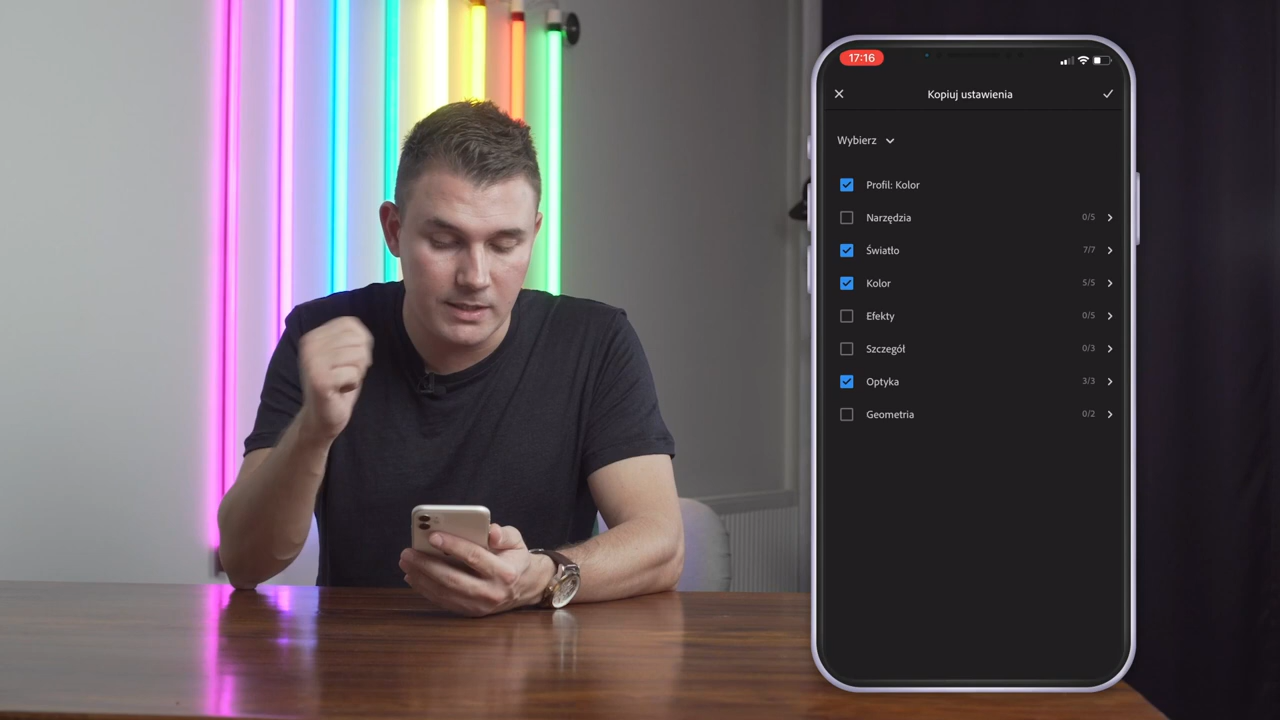 17:16
Kopiuj ustawienia
Wybierz
Profil: Kolor
Narzędzia 0/5
Światło 7/7
Kolor 5/5
Efekty 0/5
Szczegół 0/3
Optyka 3/3
Geometria 0/2